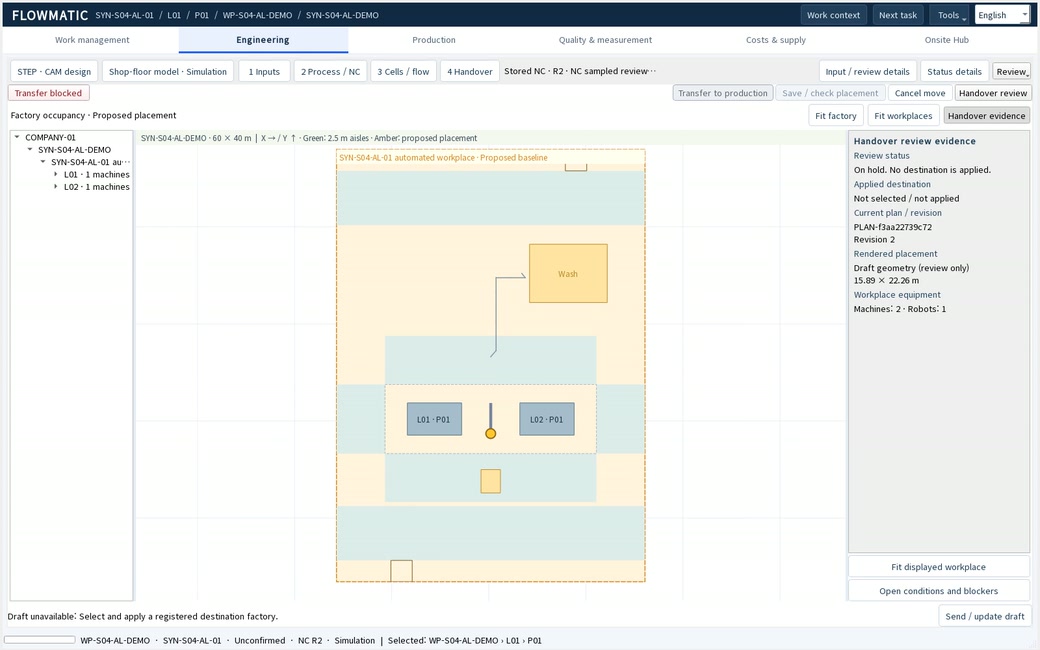 FLOWMATIC SYN-S04-AL-01 / L01 / P01 / WP-S04-AL-DEMO / SYN-S04-AL-DEMO Work context Next task Tools English
Work management Engineering Production Quality & measurement Costs & supply Onsite Hub
STEP · CAM design Shop-floor model · Simulation 1 Inputs 2 Process / NC 3 Cells / flow 4 Handover Stored NC · R2 · NC sampled review··· Input / review details Status details Review
Transfer blocked Transfer to production Save / check placement Cancel move Handover review
Factory occupancy · Proposed placement Fit factory Fit workplaces Handover evidence
COMPANY-01
SYN-S04-AL-DEMO
SYN-S04-AL-01 au···
L01 · 1 machines
L02 · 1 machines
SYN-S04-AL-DEMO · 60 × 40 m | X → / Y ↑ · Green: 2.5 m aisles · Amber: proposed placement
SYN-S04-AL-01 automated workplace · Proposed baseline
Wash
L01 · P01
L02 · P01
Handover review evidence
Review status
On hold. No destination is applied.
Applied destination
Not selected / not applied
Current plan / revision
PLAN-f3aa22739c72
Revision 2
Rendered placement
Draft geometry (review only)
15.89 × 22.26 m
Workplace equipment
Machines: 2 · Robots: 1
Fit displayed workplace
Open conditions and blockers
Draft unavailable: Select and apply a registered destination factory. Send / update draft
WP-S04-AL-DEMO · SYN-S04-AL-01 · Unconfirmed · NC R2 · Simulation | Selected: WP-S04-AL-DEMO › L01 › P01